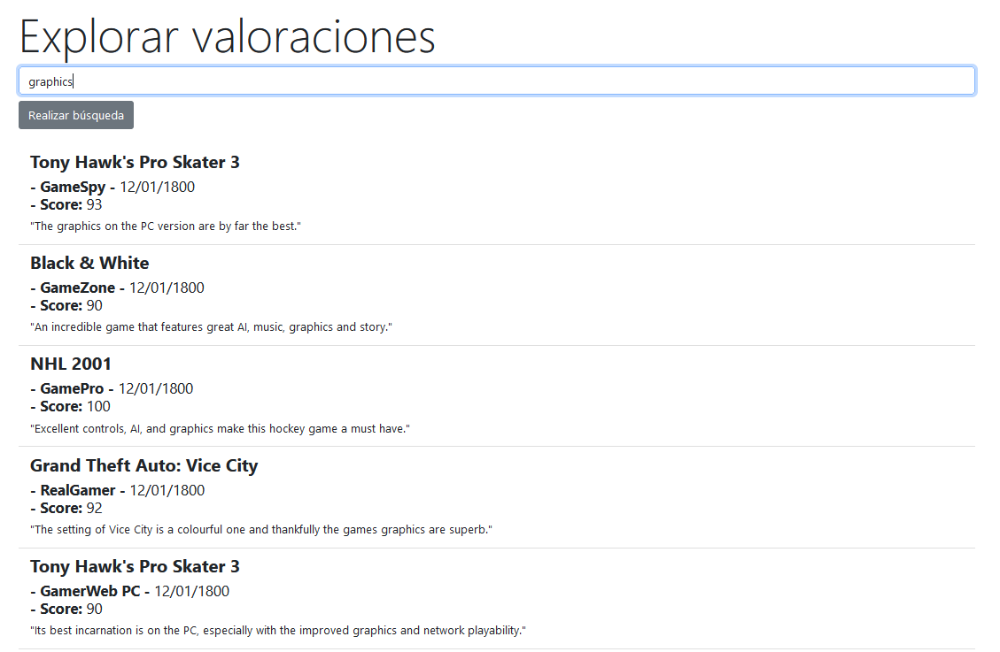 Explorar valoraciones
graphics
Realizar búsqueda
Tony Hawk's Pro Skater 3
- GameSpy - 12/01/1800
- Score: 93
"The graphics on the PC version are by far the best."
Black & White
- GameZone - 12/01/1800
- Score: 90
"An incredible game that features great AI, music, graphics and story."
NHL 2001
- GamePro - 12/01/1800
- Score: 100
"Excellent controls, AI, and graphics make this hockey game a must have."
Grand Theft Auto: Vice City
- RealGamer - 12/01/1800
- Score: 92
"The setting of Vice City is a colourful one and thankfully the games graphics are superb."
Tony Hawk's Pro Skater 3
- GamerWeb PC - 12/01/1800
- Score: 90
"Its best incarnation is on the PC, especially with the improved graphics and network playability."